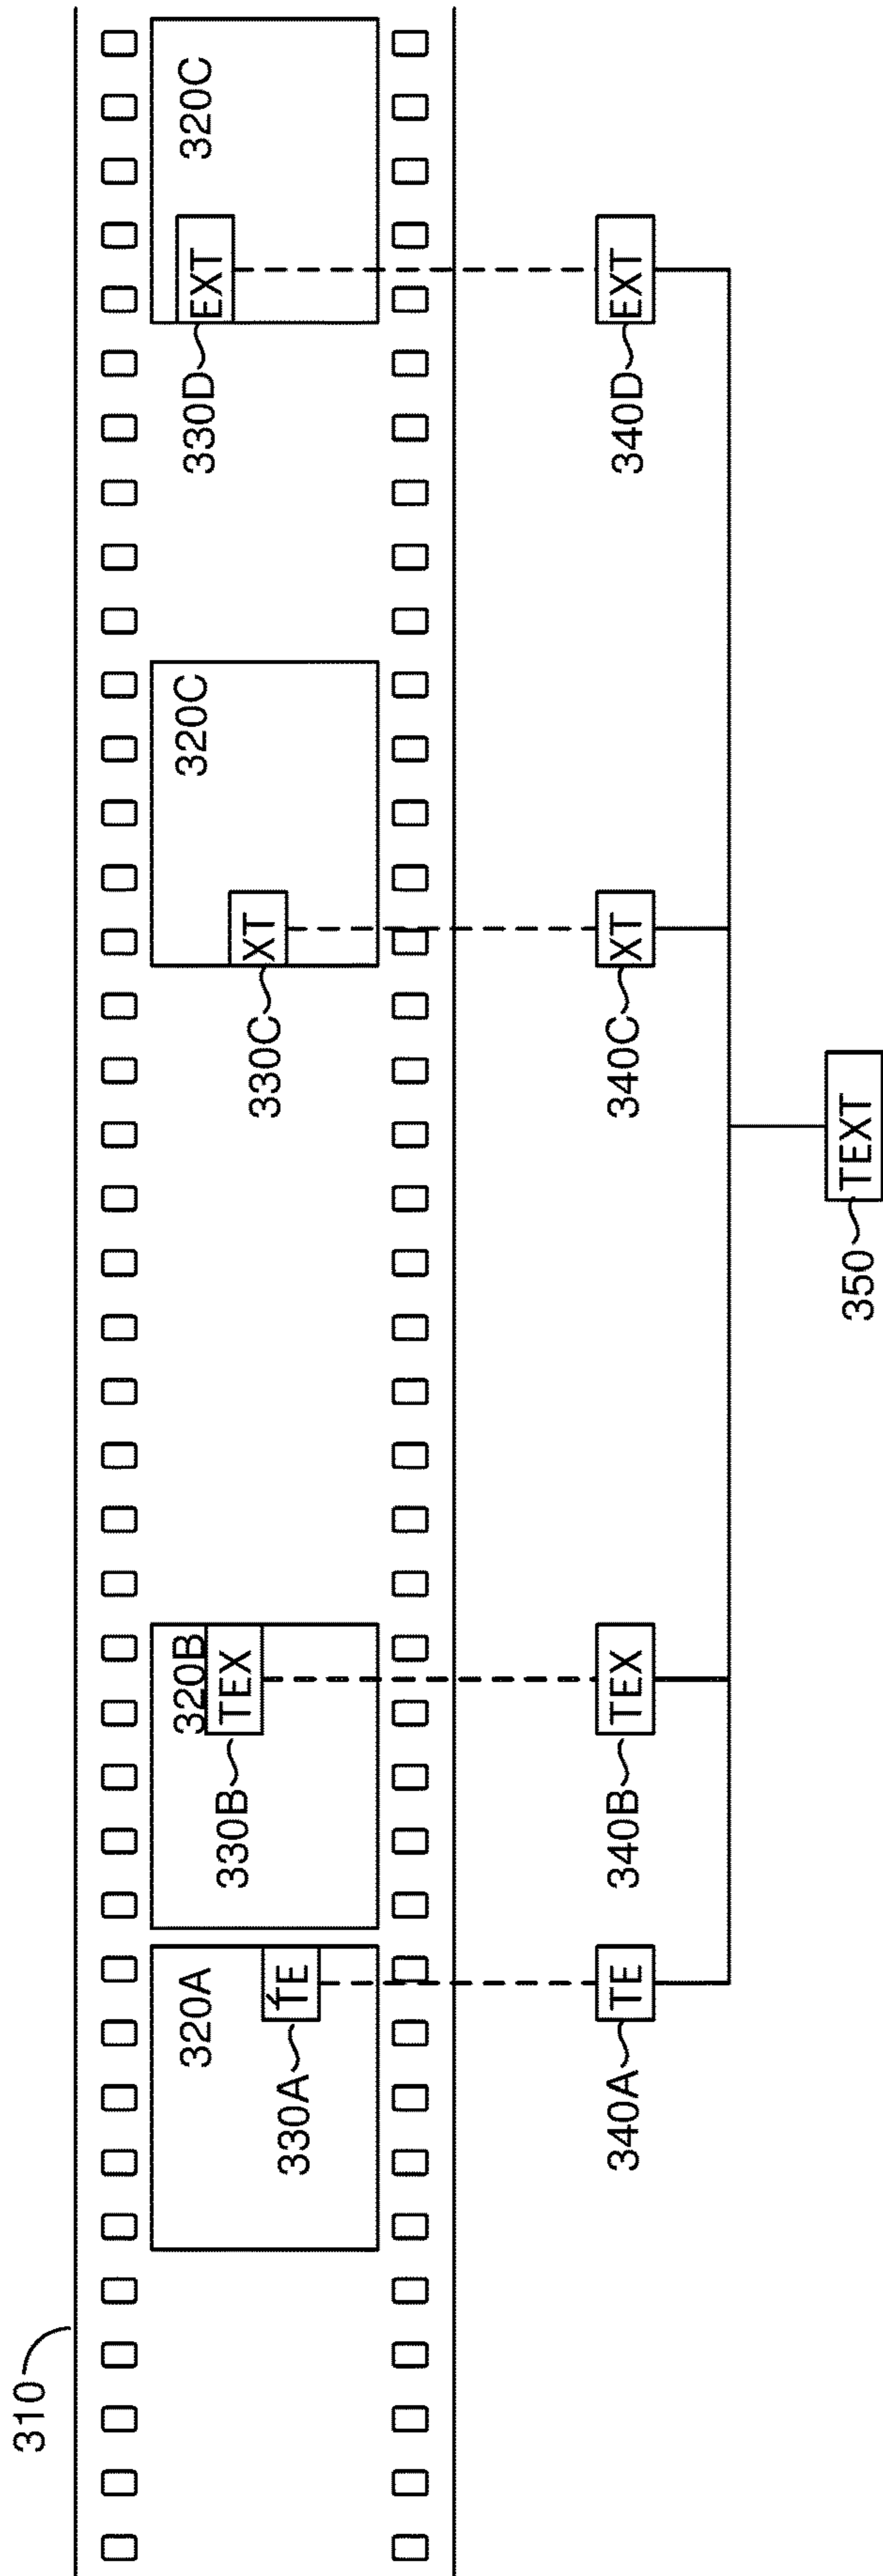 310
320A
320B
320C
320C
TE
TEX
XT
EXT
330A
330B
330C
330D
TE
TEX
XT
EXT
340A
340B
340C
340D
TEXT
350